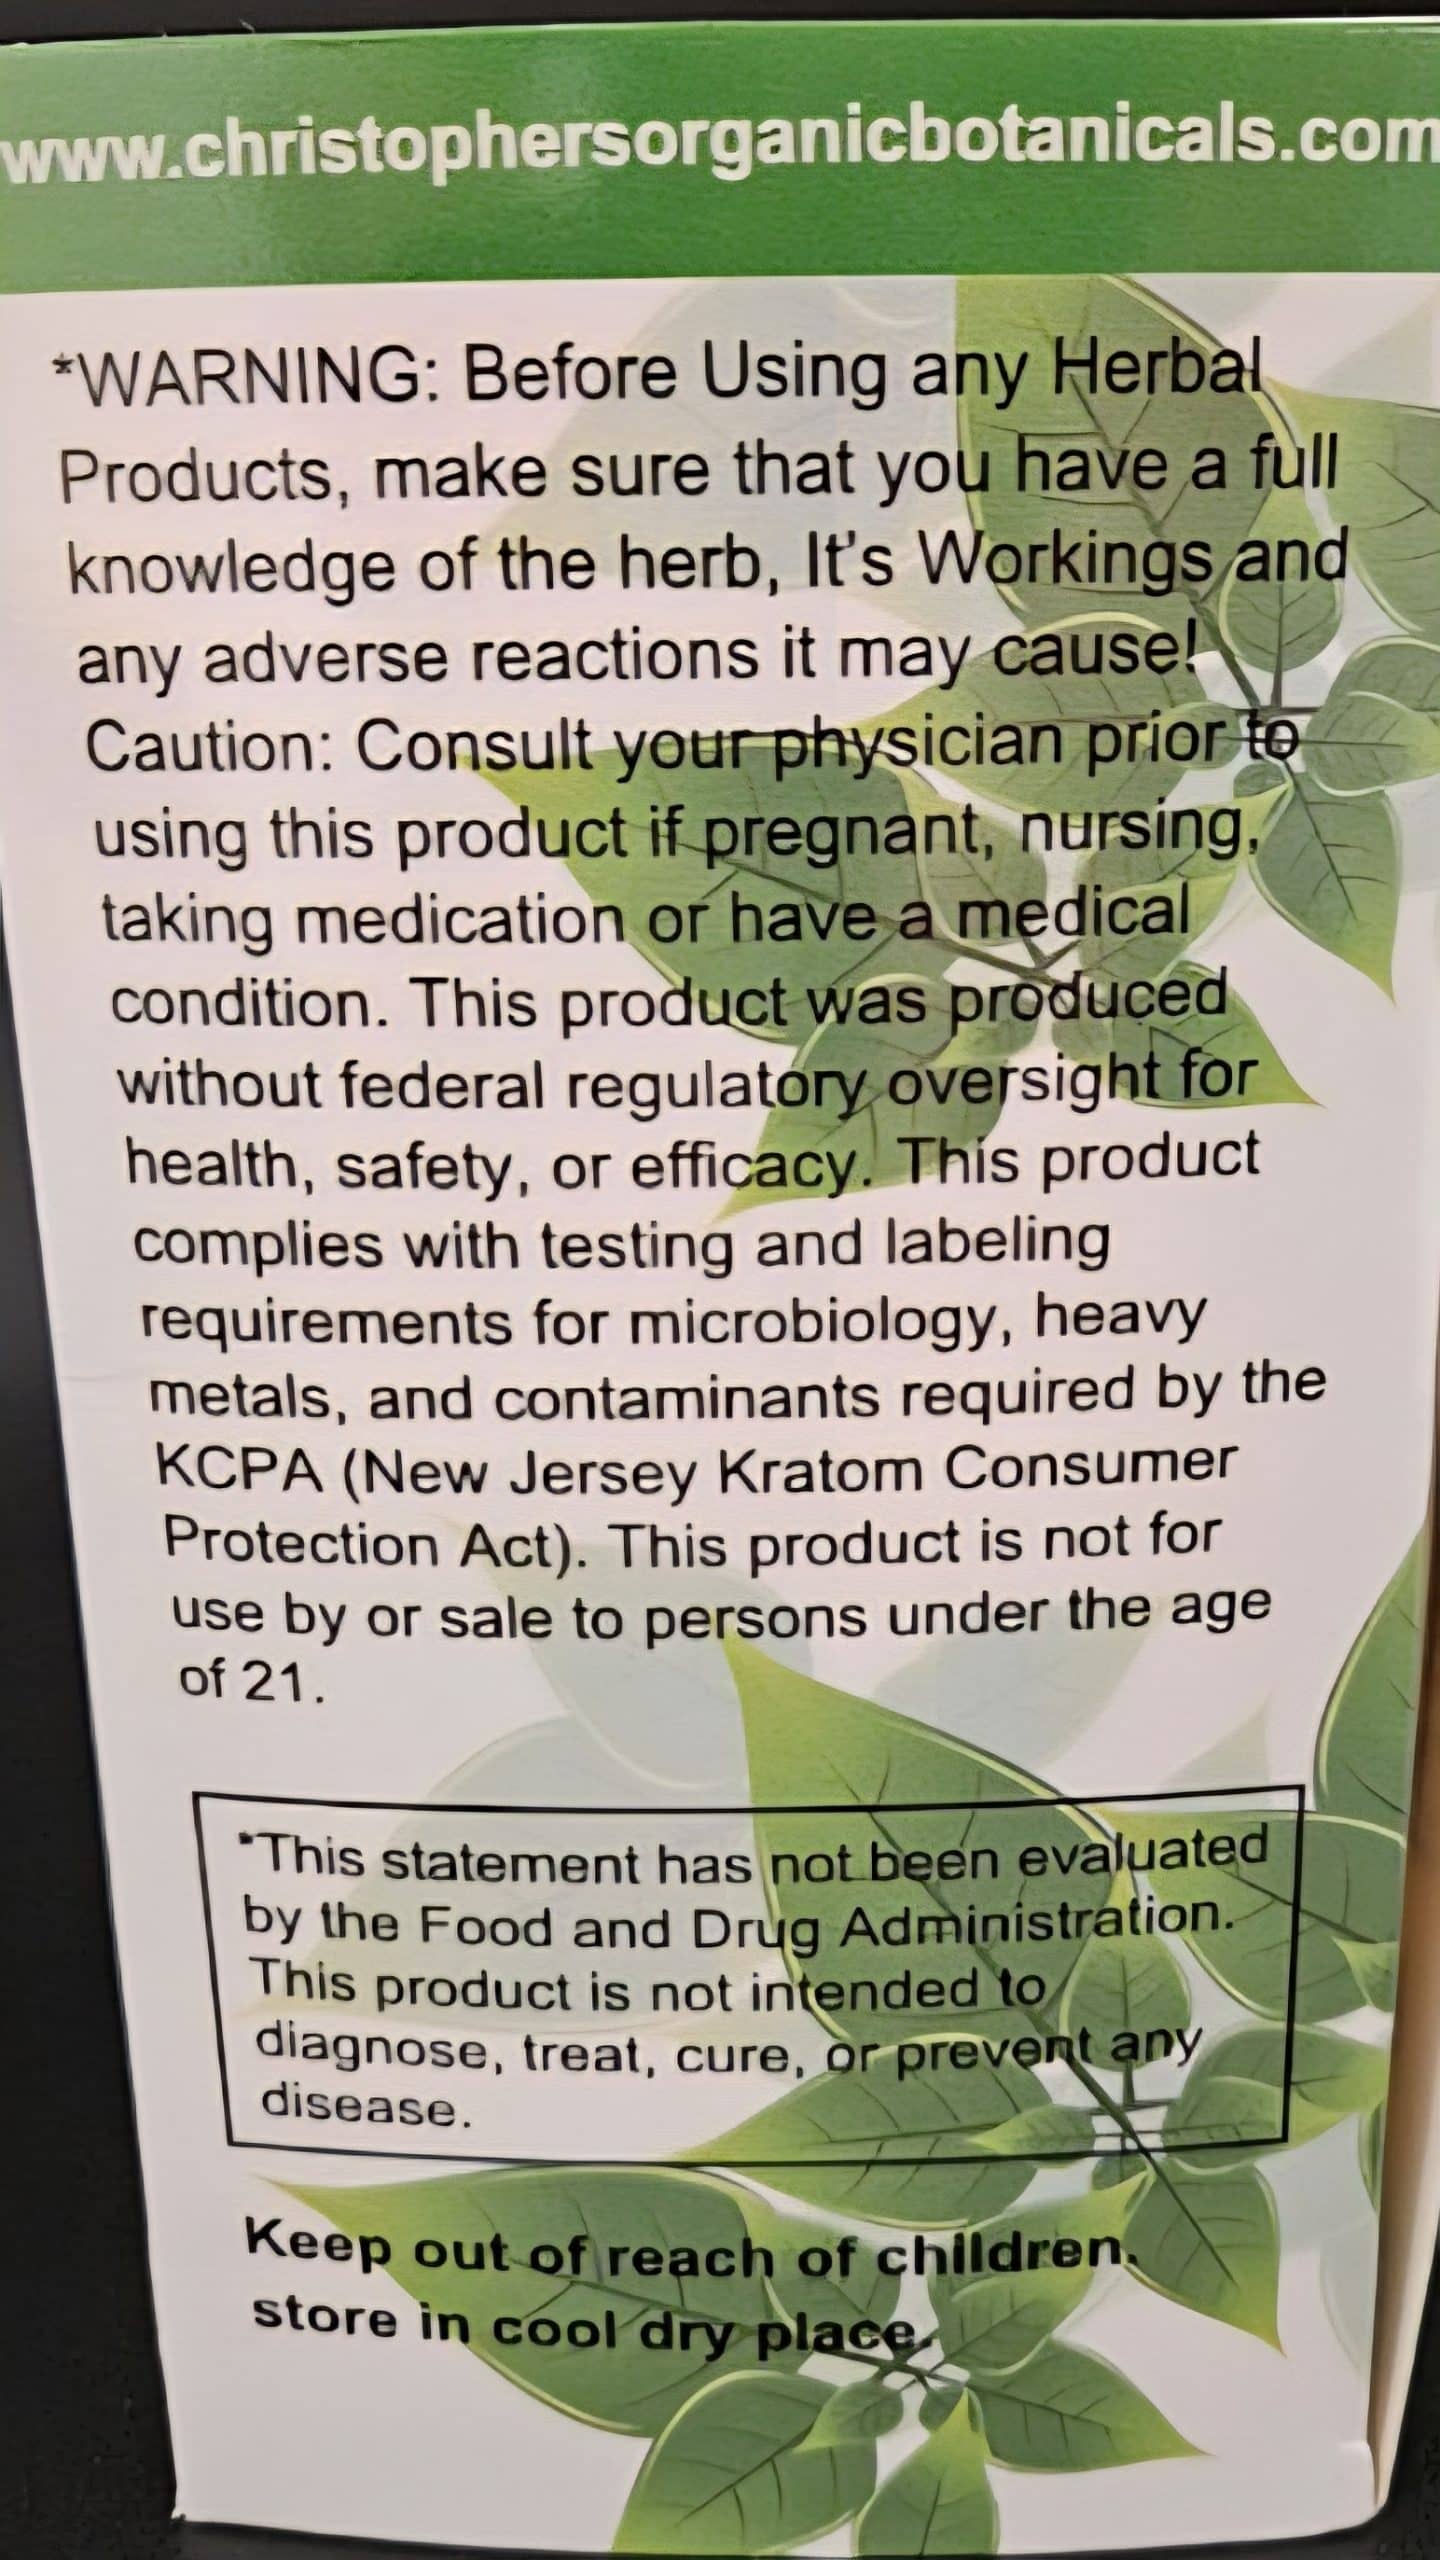 www.christophersorganicbotanicals.com
*WARNING: Before Using any Herbal
Products, make sure that you have a full
knowledge of the herb, It's Workings and
any adverse reactions it may cause!
Caution: Consult your physician prior to
using this product if pregnant, nursing,
taking medication or have a medical
condition. This product was produced
without federal regulatory oversight for
health, safety, or efficacy. This product
complies with testing and labeling
requirements for microbiology, heavy
metals, and contaminants required by the
KCPA (New Jersey Kratom Consumer
Protection Act). This product is not for
use by or sale to persons under the age
of 21.
*This statement has not been evaluated
by the Food and Drug Administration.
This product is not intended to
diagnose, treat, cure, or prevent any
disease.
Keep out of reach of children.
store in cool dry place.